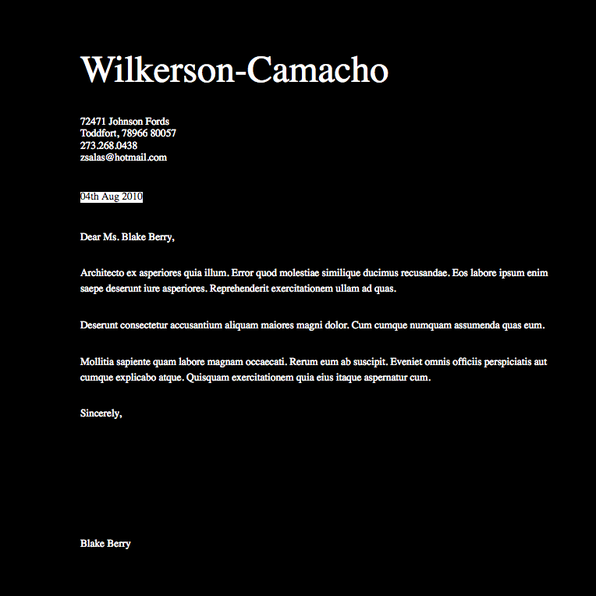 Wilkerson-Camacho
72471 Johnson Fords
Toddfort, 78966 80057
273.268.0438
zsalas@hotmail.com
04th Aug 2010
Dear Ms. Blake Berry,
Architecto ex asperiores quia illum. Error quod molestiae similique ducimus recusandae. Eos labore ipsum enim
saepe deserunt iure asperiores. Reprehenderit exercitationem ullam ad quas.
Deserunt consectetur accusantium aliquam maiores magni dolor. Cum cumque numquam assumenda quas eum.
Mollitia sapiente quam labore magnam occaecati. Rerum eum ab suscipit. Eveniet omnis officiis perspiciatis aut
cumque explicabo atque. Quisquam exercitationem quia eius itaque aspernatur cum.
Sincerely,
Blake Berry